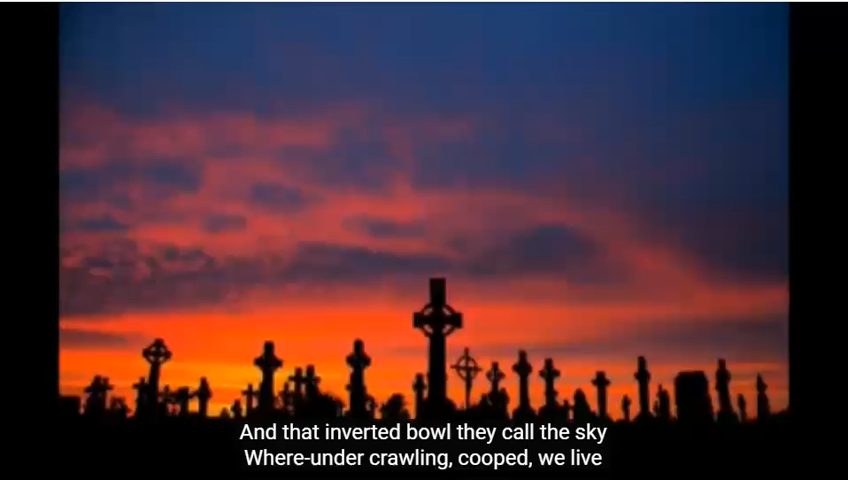 And that inverted bowl they call the sky
Where-under crawling, cooped, we live